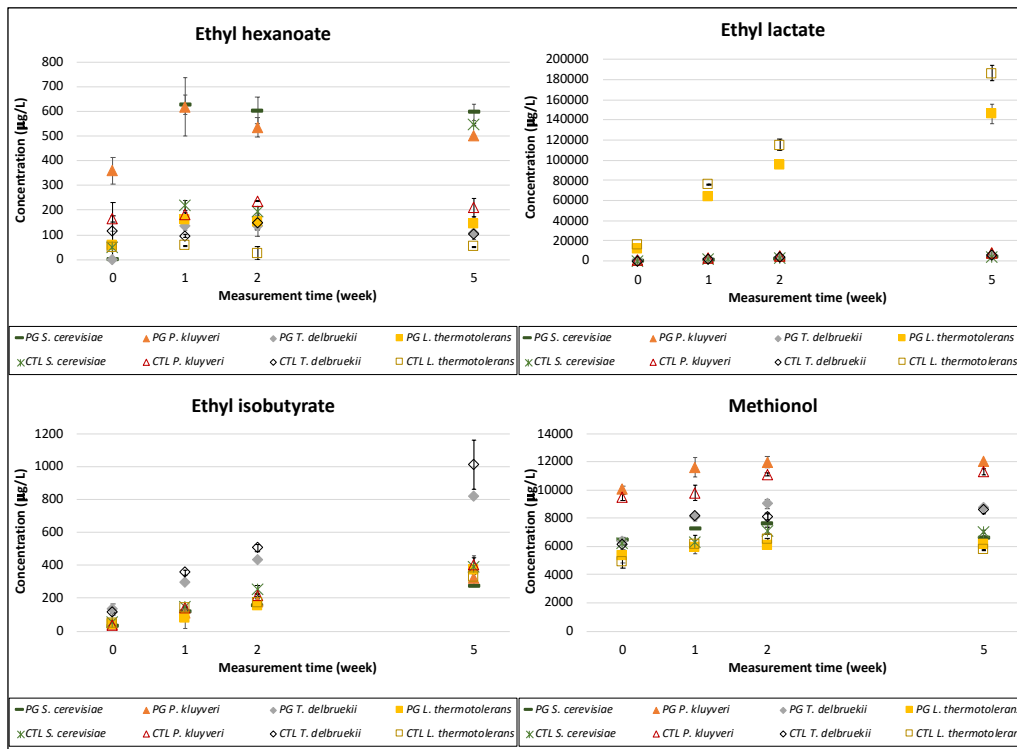 Ethyl hexanoate
Concentration (µg/L)
800
700
600
500
400
300
200
100
0
0 1 2 5
Measurement time (week)
PG S. cerevisiae PG P. kluyveri PG T. delbruekii PG L. thermotolerans
CTL S. cerevisiae CTL P. kluyveri CTL T. delbruekii CTL L. thermotolerans
Ethyl lactate
Concentration (µg/L)
200000
180000
160000
140000
120000
100000
80000
60000
40000
20000
0
0 1 2 5
Measurement time (week)
PG S. cerevisiae PG P. kluyveri PG T. delbruekii PG L. thermotolerans
CTL S. cerevisiae CTL P. kluyveri CTL T. delbruekii CTL L. thermotolerans
Ethyl isobutyrate
Concentration (µg/L)
1200
1000
800
600
400
200
0
0 1 2 5
Measurement time (week)
PG S. cerevisiae PG P. kluyveri PG T. delbruekii PG L. thermotolerans
CTL S. cerevisiae CTL P. kluyveri CTL T. delbruekii CTL L. thermotolerans
Methionol
Concentration (µg/L)
14000
12000
10000
8000
6000
4000
2000
0
0 1 2 5
Measurement time (week)
PG S. cerevisiae PG P. kluyveri PG T. delbruekii PG L. thermotolerans
CTL S. cerevisiae CTL P. kluyveri CTL T. delbruekii CTL L. thermotolerans